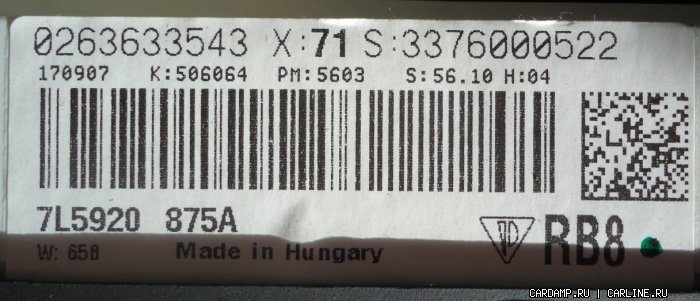 0263633543 X:71 S:3376000522
170907 K:506064 PM:5603 S:56.10 H:04
7L5920 875A
W: 658 Made in Hungary RB8
CARDAMP.RU | CARLINE.RU